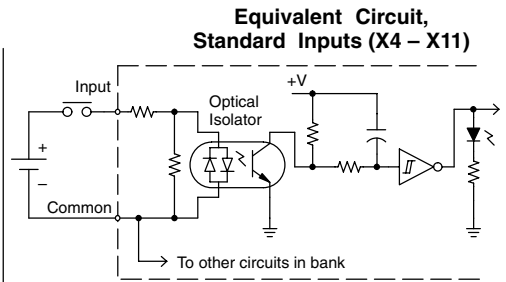 Equivalent Circuit,
Standard Inputs (X4 – X11)
+V
Input
Optical
Isolator
+
–
Common
To other circuits in bank